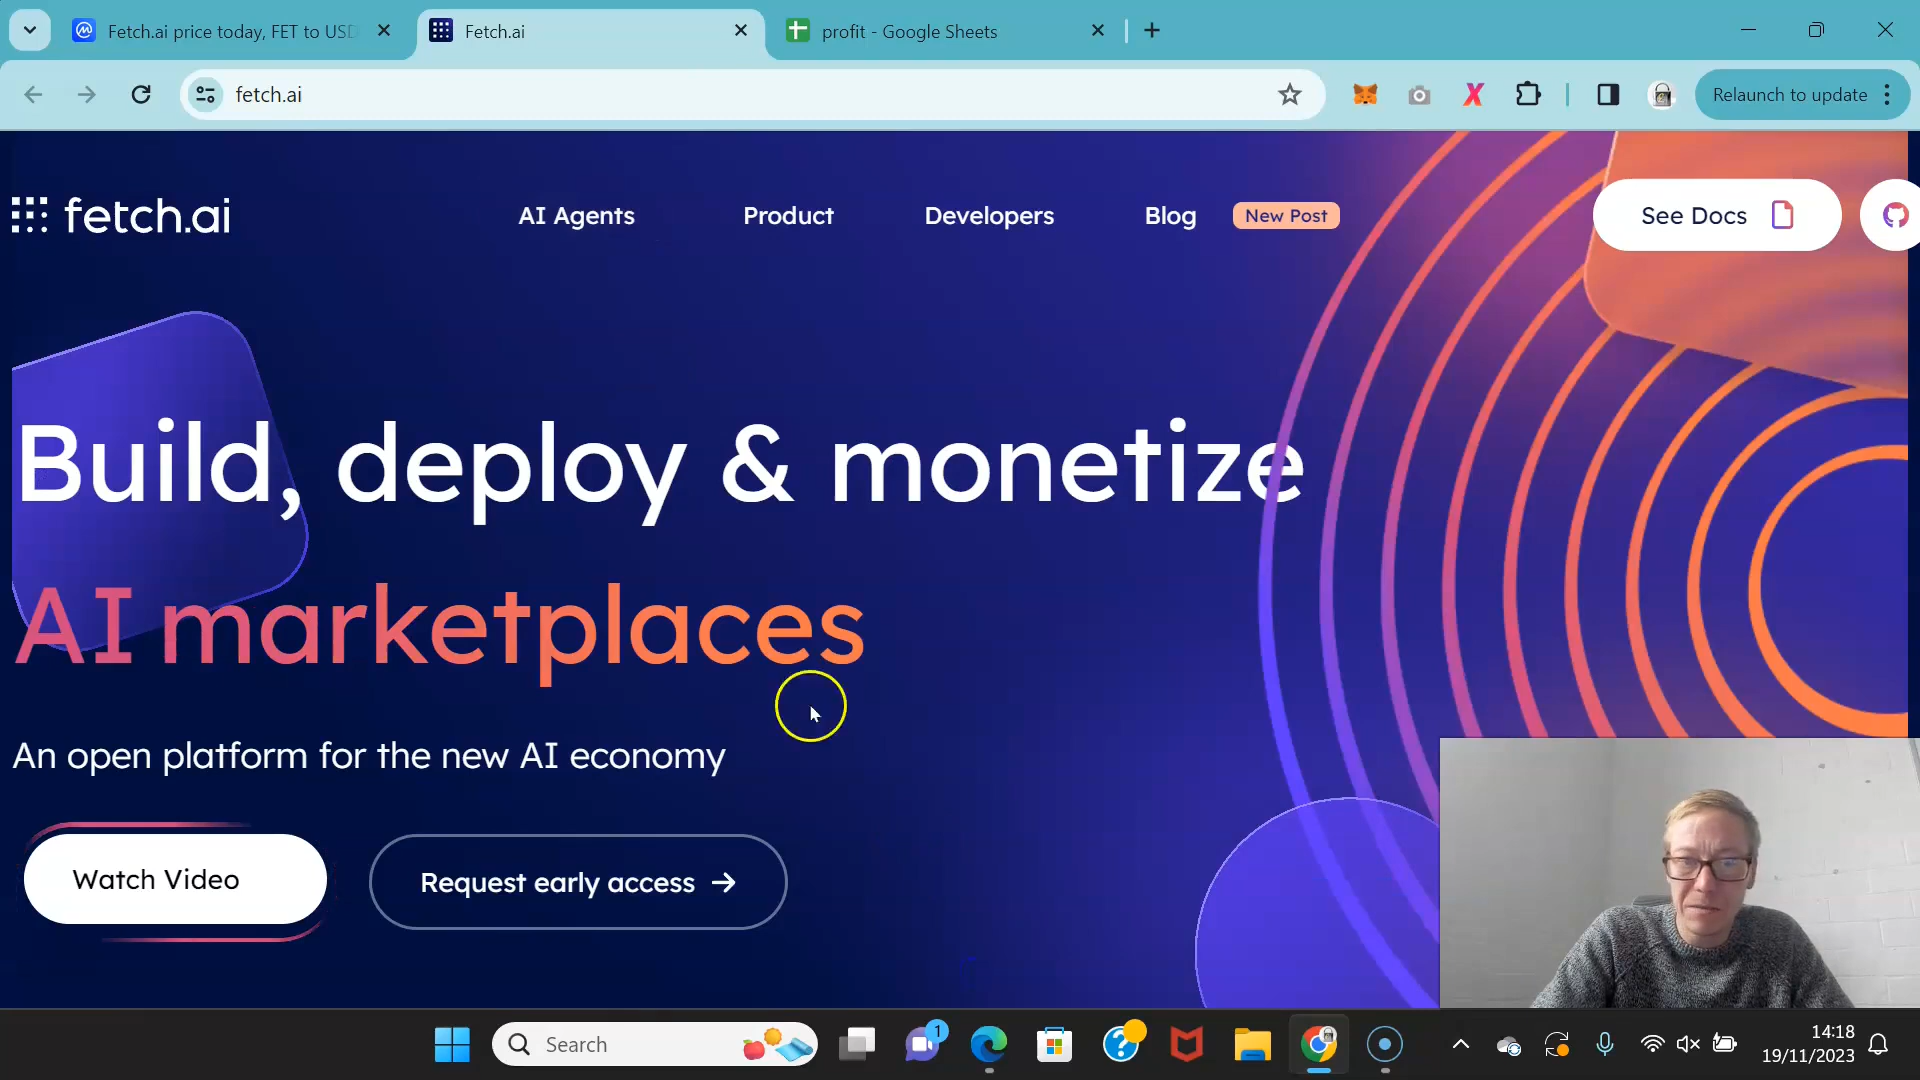 Fetch.ai price today, FET to USD
Fetch.ai
profit - Google Sheets
fetch.ai
Relaunch to update
fetch.ai
AI Agents
Product
Developers
Blog
New Post
See Docs
Build, deploy & monetize
AI marketplaces
An open platform for the new AI economy
Watch Video
Request early access →
Search
1
14:18
19/11/2023